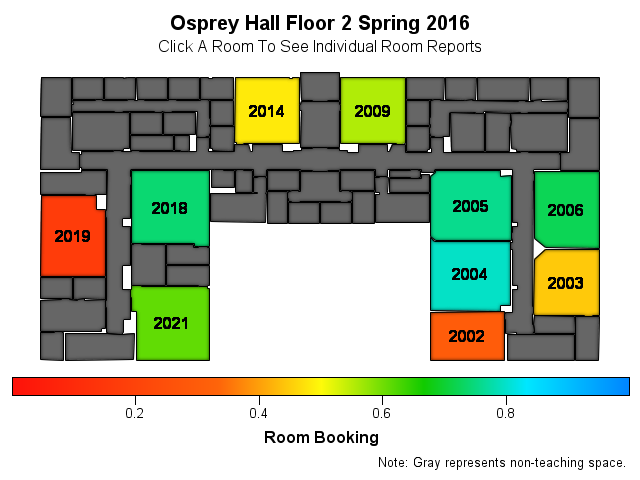 Osprey Hall Floor 2 Spring 2016
Click A Room To See Individual Room Reports
2014 2009
2018 2005 2006
2019
2004 2003
2021 2002
0.2 0.4 0.6 0.8
Room Booking
Note: Gray represents non-teaching space.